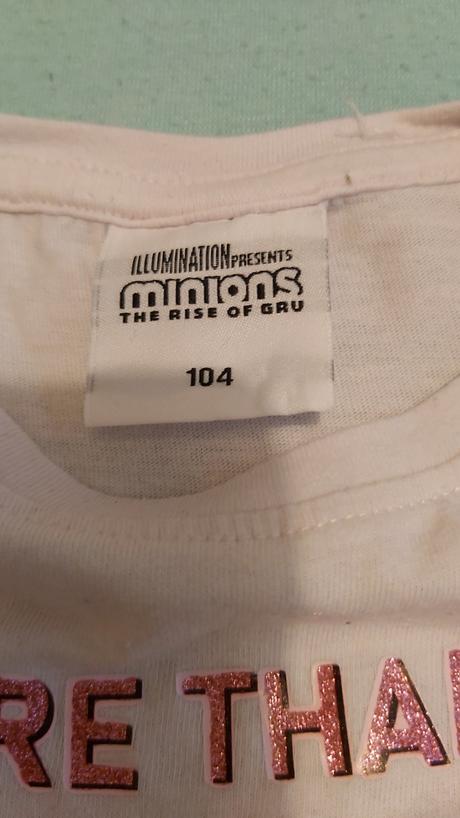 ILLUMINATION PRESENTS
minions
THE RISE OF GRU
104
RE THA